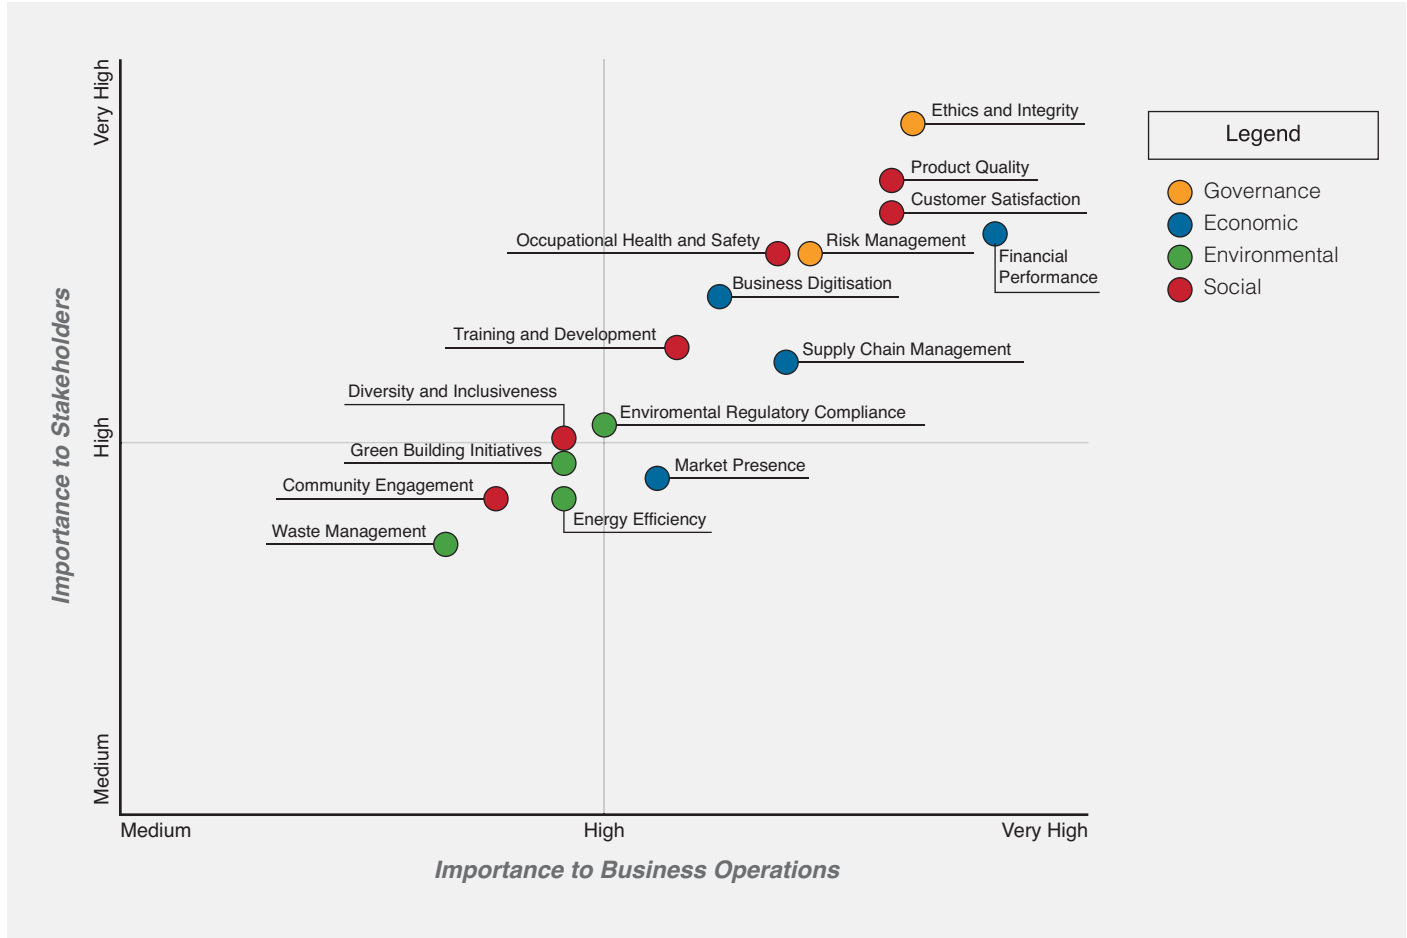 Very High
High
Medium
Importance to Stakeholders
Ethics and Integrity
Product Quality
Customer Satisfaction
Occupational Health and Safety
Risk Management
Financial
Performance
Business Digitisation
Training and Development
Supply Chain Management
Diversity and Inclusiveness
Enviromental Regulatory Compliance
Green Building Initiatives
Market Presence
Community Engagement
Energy Efficiency
Waste Management
Medium
High
Very High
Importance to Business Operations
Legend
Governance
Economic
Environmental
Social